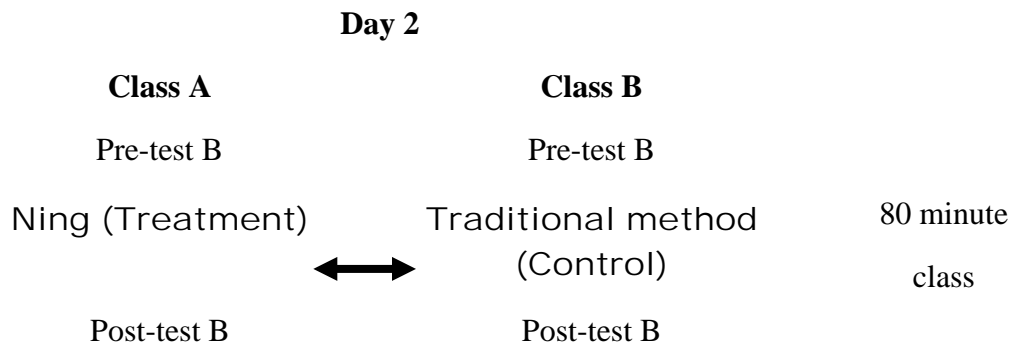 Day 2
Class A Class B
Pre-test B Pre-test B
Ning (Treatment) Traditional method 80 minute
(Control) class
Post-test B Post-test B